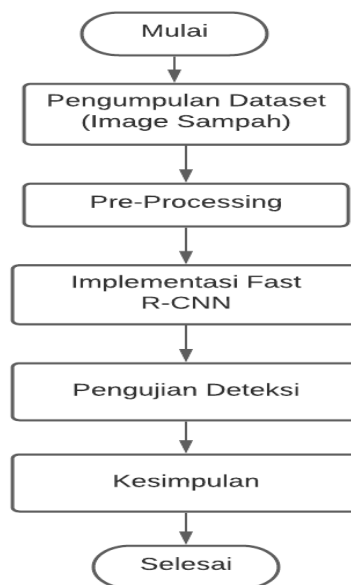 Mulai
Pengumpulan Dataset
(Image Sampah)
Pre-Processing
Implementasi Fast
R-CNN
Pengujian Deteksi
Kesimpulan
Selesai